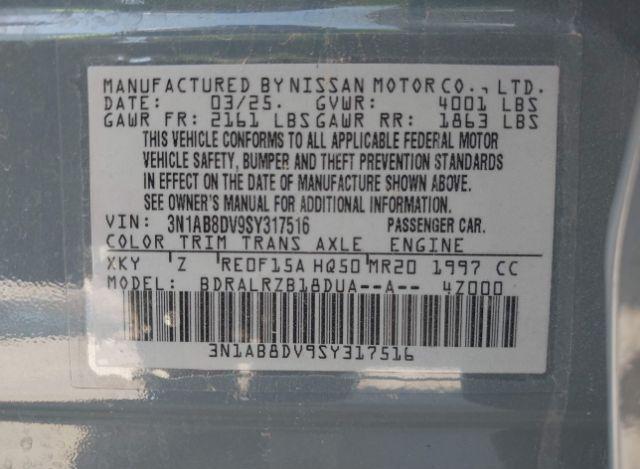 MANUFACTURED BY NISSAN MOTOR CO., LTD.
DATE: 03/25. GVWR: 4001 LBS
GAWR FR: 2161 LBS GAWR RR: 1863 LBS
THIS VEHICLE CONFORMS TO ALL APPLICABLE FEDERAL MOTOR
VEHICLE SAFETY, BUMPER AND THEFT PREVENTION STANDARDS
IN EFFECT ON THE DATE OF MANUFACTURE SHOWN ABOVE.
SEE OWNER'S MANUAL FOR ADDITIONAL INFORMATION.
VIN: 3N1AB8DV9SY317516 PASSENGER CAR.
COLOR TRIM TRANS AXLE ENGINE
XKY Z RE0F15A HQ50 MR20 1997 CC
MODEL: BDRALRZB18DUA--A-- 4Z000
3N1AB8DV9SY317516